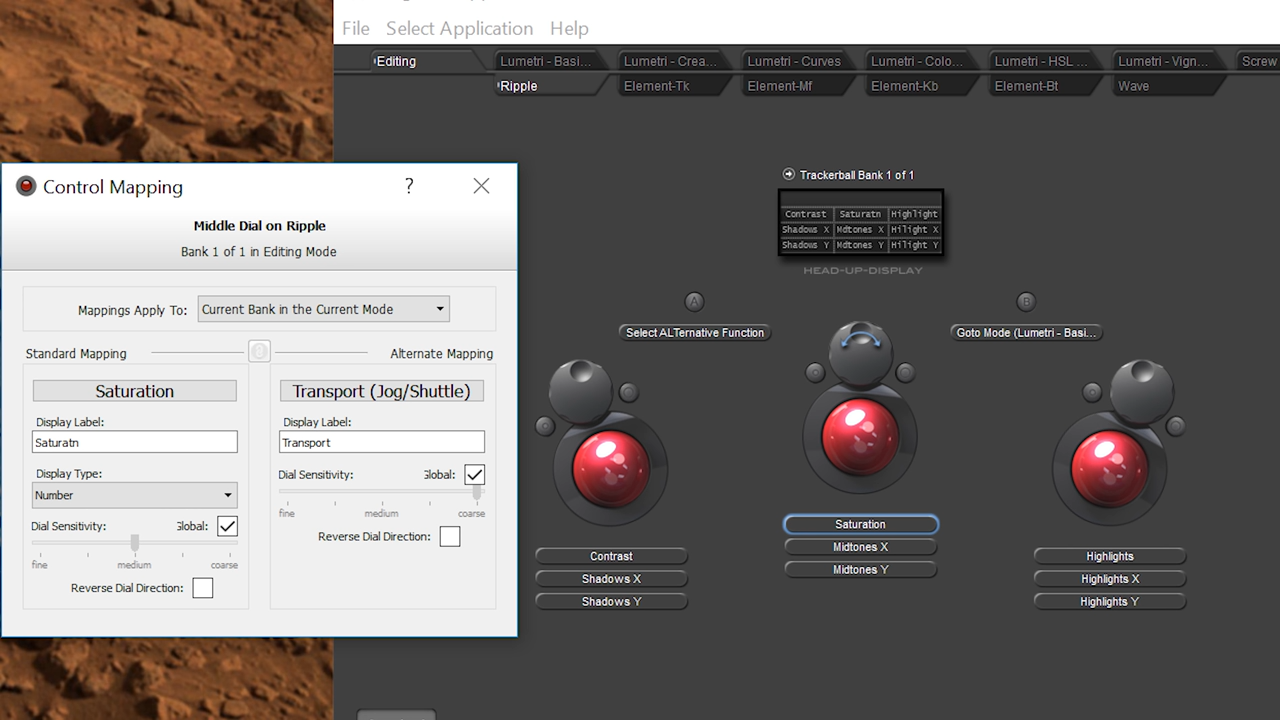 File Select Application Help
Editing Lumetri - Basi... Lumetri - Crea... Lumetri - Curves Lumetri - Colo... Lumetri - HSL ... Lumetri - Vign... Screw
Ripple Element-Tk Element-Mf Element-Kb Element-Bt Wave
Trackerball Bank 1 of 1
Contrast Saturatn Highlight
Shadows X Mdtones X Hilight X
Shadows Y Mdtones Y Hilight Y
HEAD-UP-DISPLAY
A B
Select ALTernative Function Goto Mode (Lumetri - Basi...
Saturation
Midtones X
Midtones Y
Contrast
Shadows X
Shadows Y
Highlights
Highlights X
Highlights Y
Control Mapping ?
Middle Dial on Ripple
Bank 1 of 1 in Editing Mode
Mappings Apply To: Current Bank in the Current Mode
Standard Mapping Alternate Mapping
Saturation
Display Label:
Saturatn
Display Type:
Number
Dial Sensitivity: Global:
fine medium coarse
Reverse Dial Direction:
Transport (Jog/Shuttle)
Display Label:
Transport
Dial Sensitivity: Global:
fine medium coarse
Reverse Dial Direction: